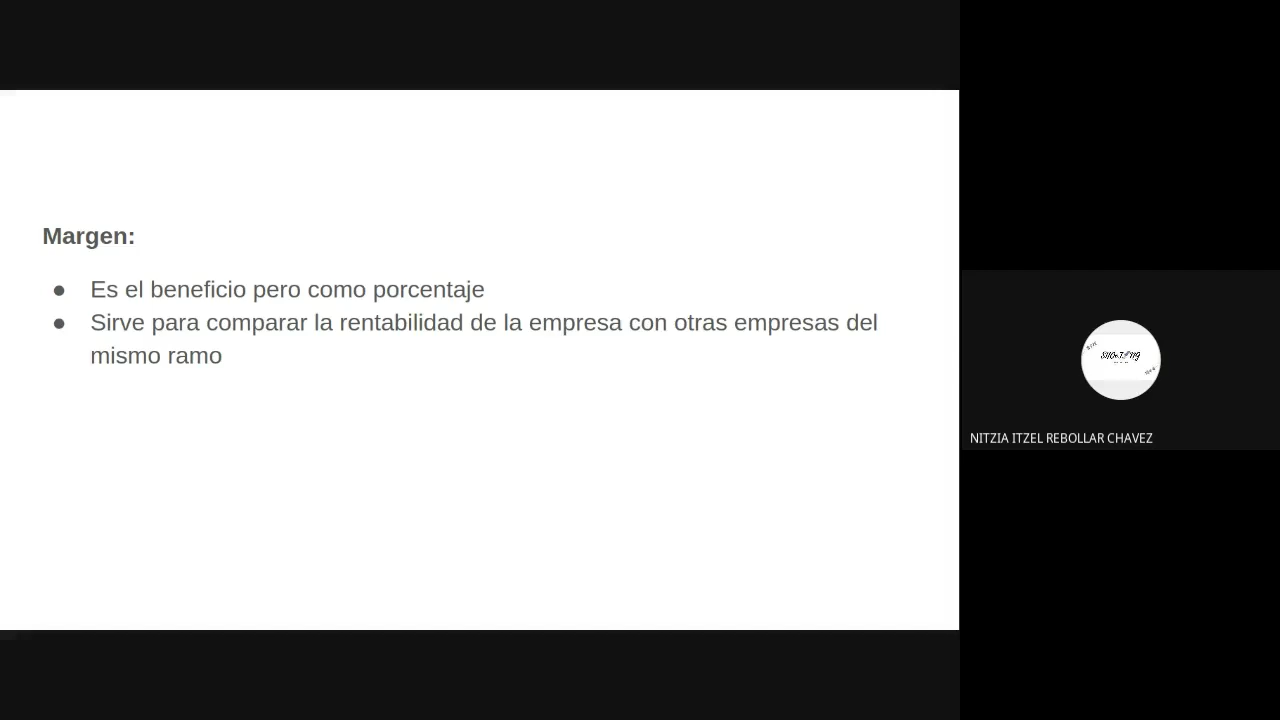 Margen:
● Es el beneficio pero como porcentaje
● Sirve para comparar la rentabilidad de la empresa con otras empresas del
mismo ramo
NITZIA ITZEL REBOLLAR CHAVEZ